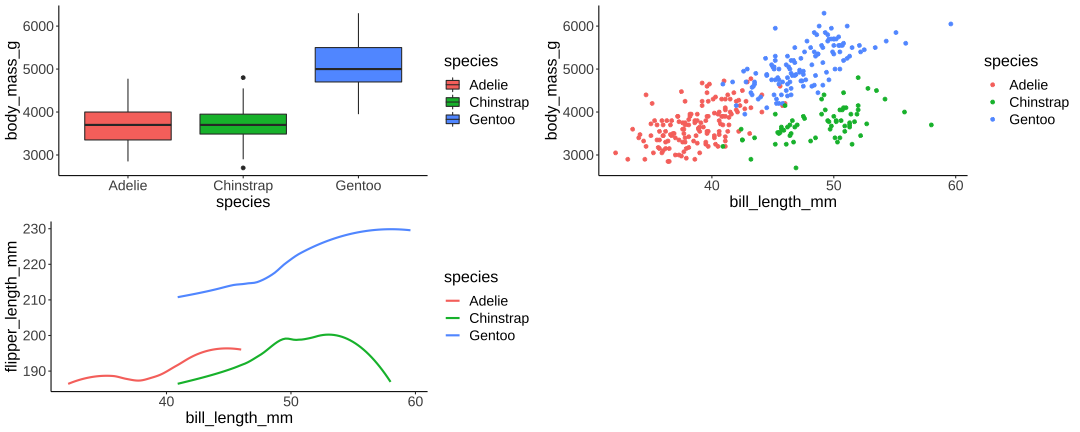 body_mass_g
6000
5000
4000
3000
Adelie Chinstrap Gentoo
species
species
Adelie
Chinstrap
Gentoo
body_mass_g
6000
5000
4000
3000
40 50 60
bill_length_mm
species
Adelie
Chinstrap
Gentoo
flipper_length_mm
230
220
210
200
190
40 50 60
bill_length_mm
species
Adelie
Chinstrap
Gentoo